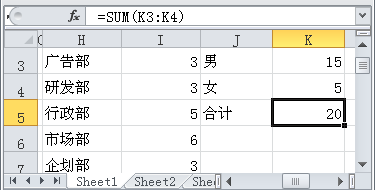 fx =SUM(K3:K4)
H I J K
3 广告部 3 男 15
4 研发部 3 女 5
5 行政部 5 合计 20
6 市场部 6
7 企划部 3
Sheet1 Sheet2